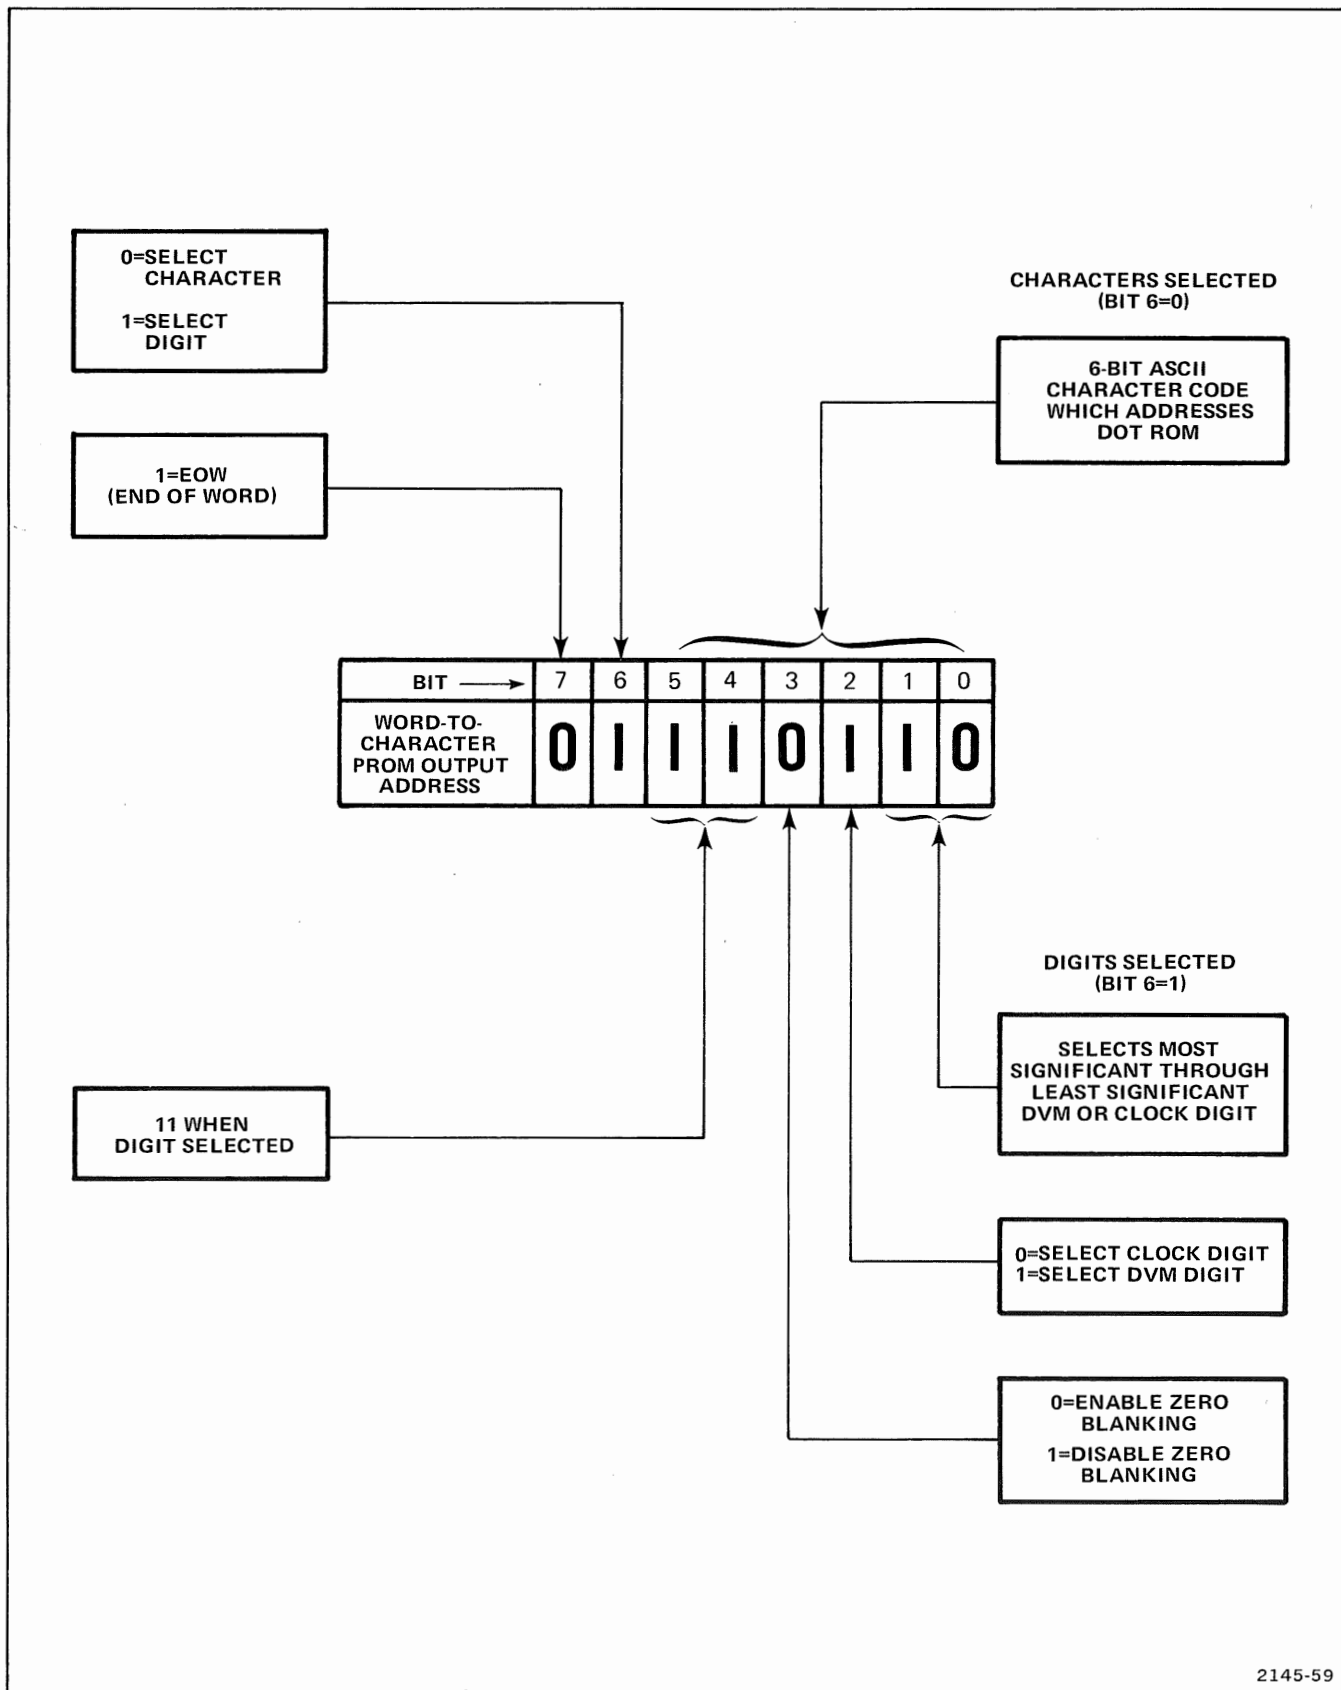 0=SELECT
CHARACTER
1=SELECT
DIGIT
CHARACTERS SELECTED
(BIT 6=0)
6-BIT ASCII
CHARACTER CODE
WHICH ADDRESSES
DOT ROM
1=EOW
(END OF WORD)
BIT 7 6 5 4 3 2 1 0
WORD-TO-
CHARACTER
PROM OUTPUT
ADDRESS
0 1 1 1 0 1 1 0
DIGITS SELECTED
(BIT 6=1)
SELECTS MOST
SIGNIFICANT THROUGH
LEAST SIGNIFICANT
DVM OR CLOCK DIGIT
11 WHEN
DIGIT SELECTED
0=SELECT CLOCK DIGIT
1=SELECT DVM DIGIT
0=ENABLE ZERO
BLANKING
1=DISABLE ZERO
BLANKING
2145-59